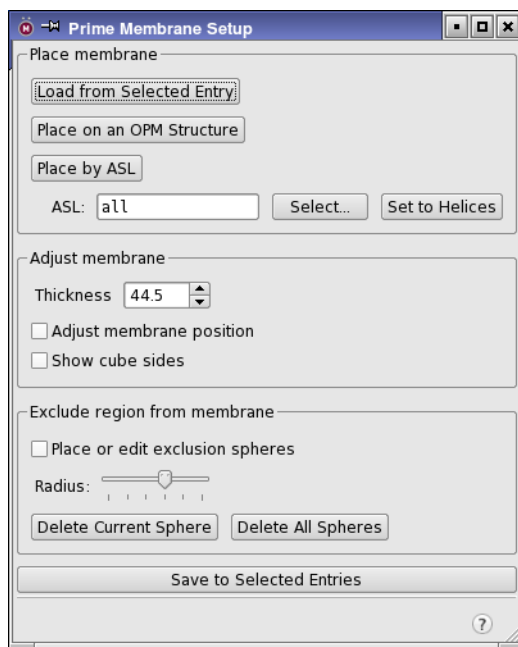 Prime Membrane Setup
Place membrane
Load from Selected Entry
Place on an OPM Structure
Place by ASL
ASL: all Select... Set to Helices
Adjust membrane
Thickness 44.5
Adjust membrane position
Show cube sides
Exclude region from membrane
Place or edit exclusion spheres
Radius:
Delete Current Sphere Delete All Spheres
Save to Selected Entries
?